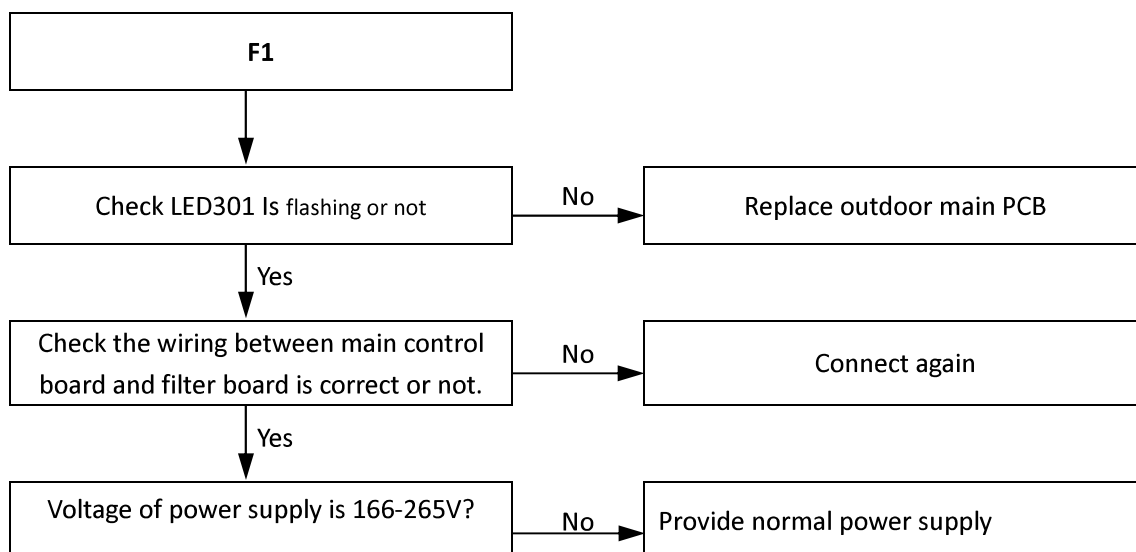 F1
Check LED301 Is flashing or not
No
Replace outdoor main PCB
Yes
Check the wiring between main control
board and filter board is correct or not.
No
Connect again
Yes
Voltage of power supply is 166-265V?
No
Provide normal power supply